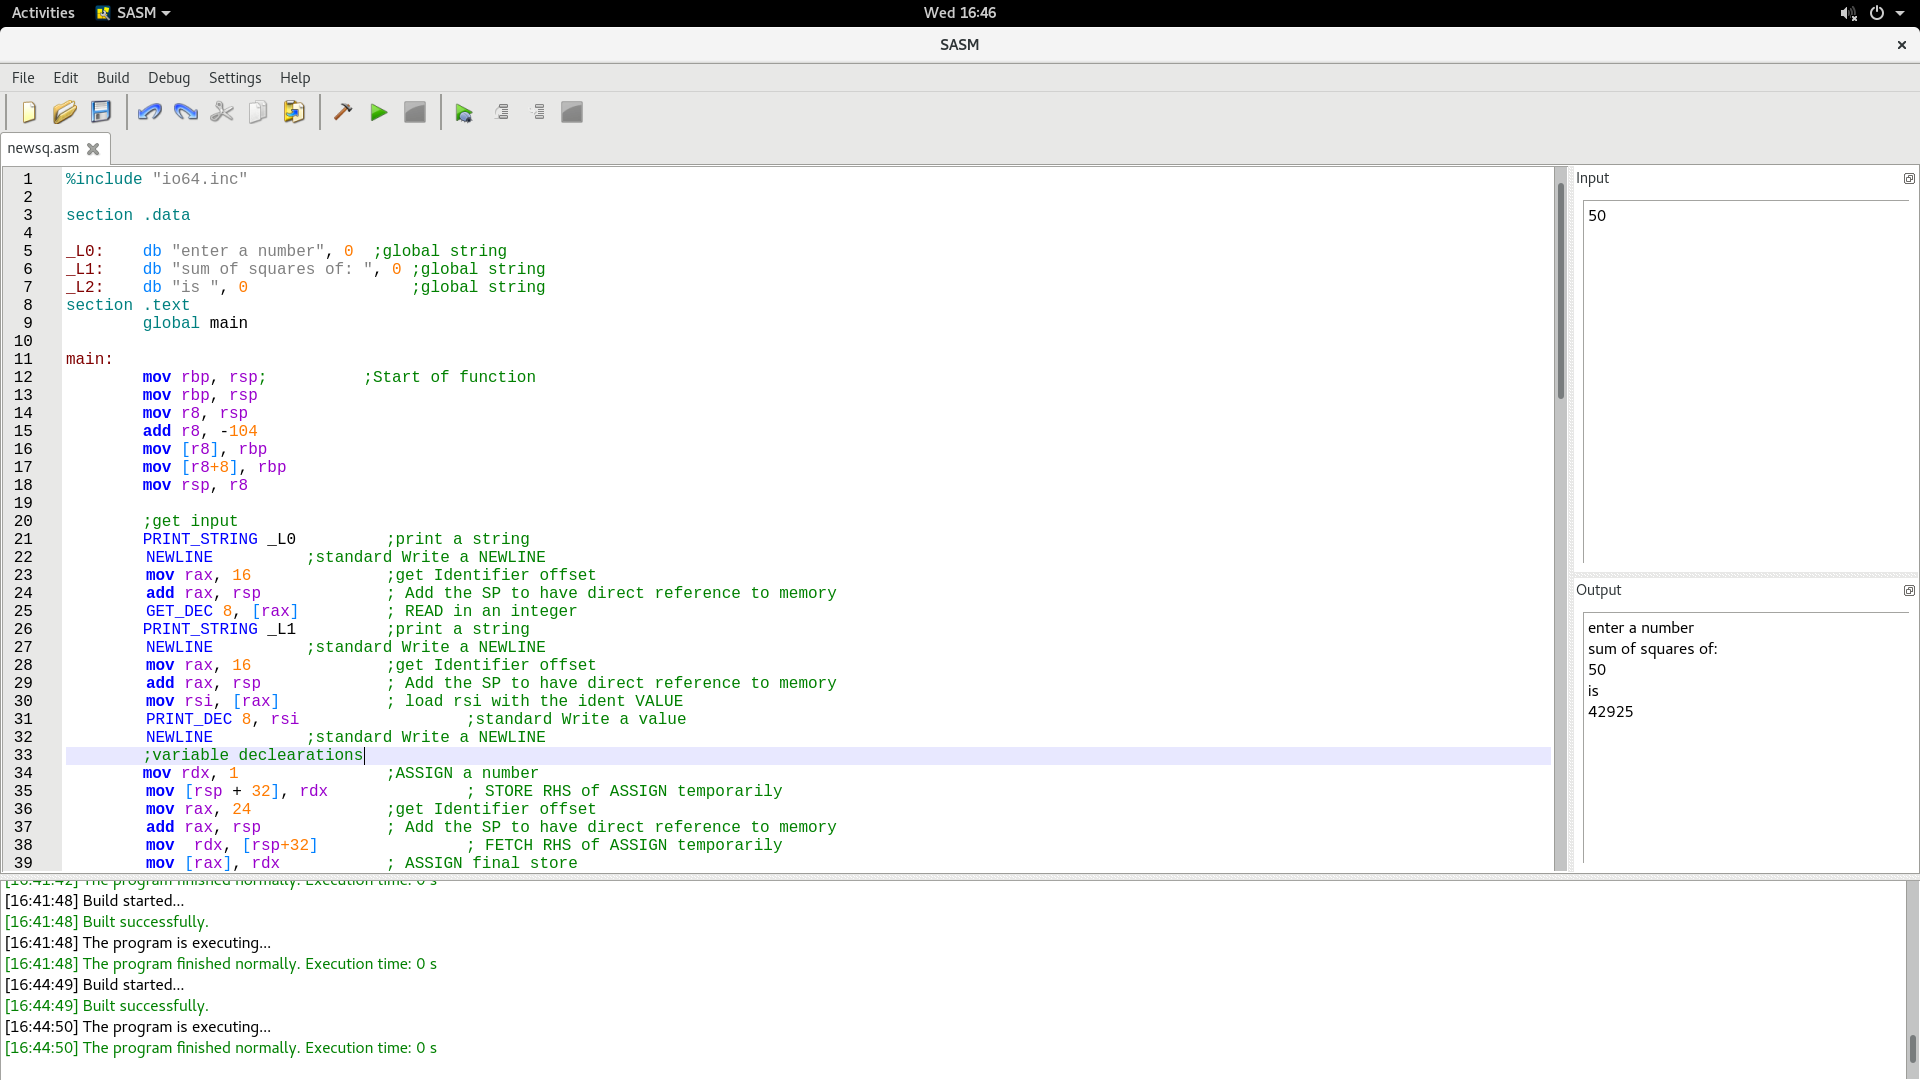 Activities SASM Wed 16:46
SASM
File Edit Build Debug Settings Help
newsq.asm
1 %include "io64.inc"
2
3 section .data
4
5 _L0: db "enter a number", 0 ;global string
6 _L1: db "sum of squares of: ", 0 ;global string
7 _L2: db "is ", 0 ;global string
8 section .text
9 global main
10
11 main:
12 mov rbp, rsp; ;Start of function
13 mov rbp, rsp
14 mov r8, rsp
15 add r8, -104
16 mov [r8], rbp
17 mov [r8+8], rbp
18 mov rsp, r8
19
20 ;get input
21 PRINT_STRING _L0 ;print a string
22 NEWLINE ;standard Write a NEWLINE
23 mov rax, 16 ;get Identifier offset
24 add rax, rsp ; Add the SP to have direct reference to memory
25 GET_DEC 8, [rax] ; READ in an integer
26 PRINT_STRING _L1 ;print a string
27 NEWLINE ;standard Write a NEWLINE
28 mov rax, 16 ;get Identifier offset
29 add rax, rsp ; Add the SP to have direct reference to memory
30 mov rsi, [rax] ; load rsi with the ident VALUE
31 PRINT_DEC 8, rsi ;standard Write a value
32 NEWLINE ;standard Write a NEWLINE
33 ;variable declearations
34 mov rdx, 1 ;ASSIGN a number
35 mov [rsp + 32], rdx ; STORE RHS of ASSIGN temporarily
36 mov rax, 24 ;get Identifier offset
37 add rax, rsp ; Add the SP to have direct reference to memory
38 mov rdx, [rsp+32] ; FETCH RHS of ASSIGN temporarily
39 mov [rax], rdx ; ASSIGN final store
Input
50
Output
enter a number
sum of squares of:
50
is
42925
[16:41:42] The program finished normally. Execution time: 0 s
[16:41:48] Build started...
[16:41:48] Built successfully.
[16:41:48] The program is executing...
[16:41:48] The program finished normally. Execution time: 0 s
[16:44:49] Build started...
[16:44:49] Built successfully.
[16:44:50] The program is executing...
[16:44:50] The program finished normally. Execution time: 0 s